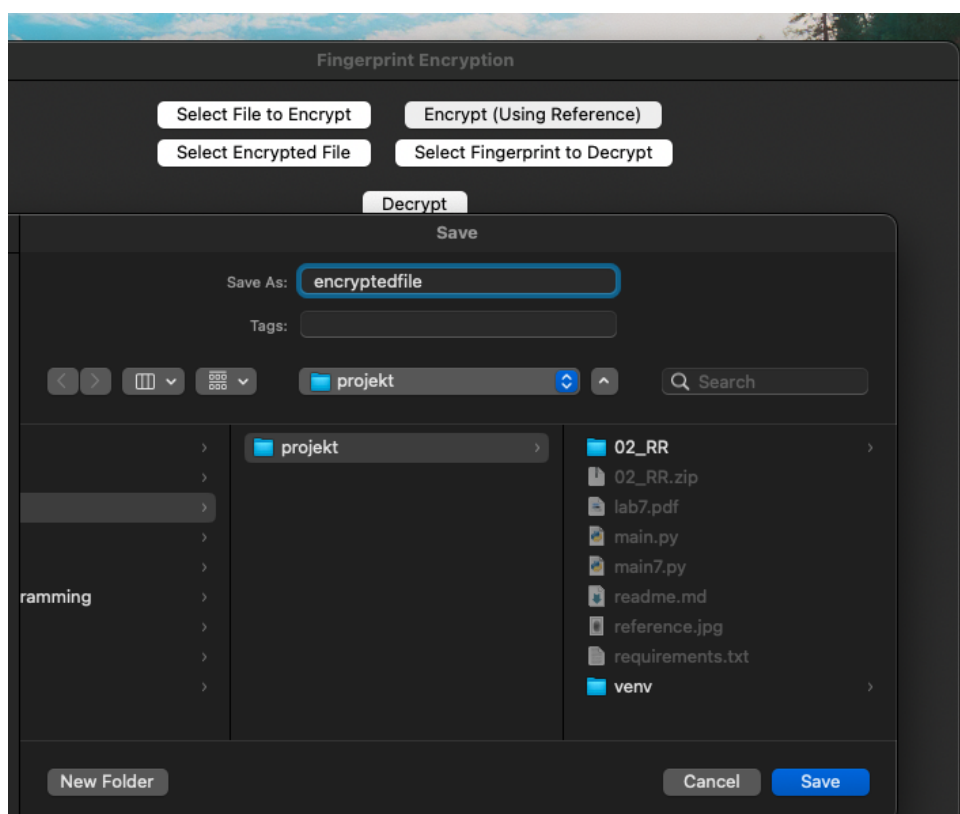 Fingerprint Encryption
Select File to Encrypt
Encrypt (Using Reference)
Select Encrypted File
Select Fingerprint to Decrypt
Decrypt
Save
Save As: encryptedfile
Tags:
projekt
Search
projekt
ramming
02_RR
02_RR.zip
lab7.pdf
main.py
main7.py
readme.md
reference.jpg
requirements.txt
venv
New Folder
Cancel
Save